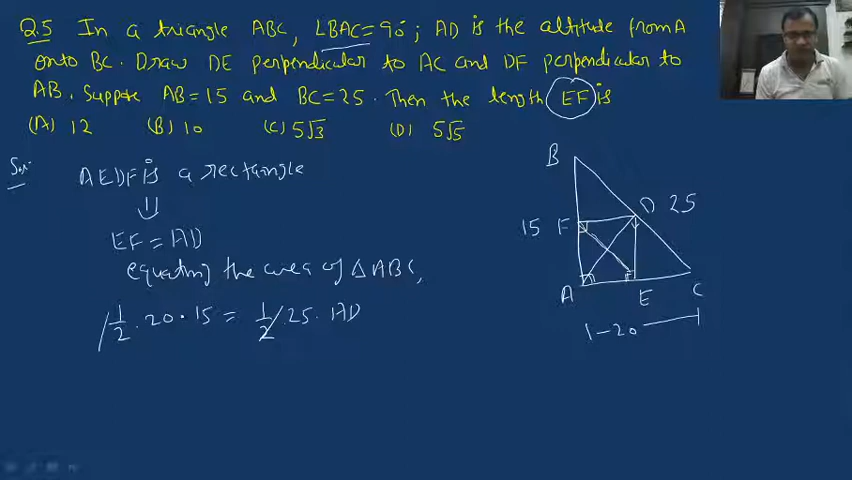 Q.5 In a triangle ABC, ∠BAC=90°; AD is the altitude from A
onto BC. Draw DE perpendicular to AC and DF perpendicular to
AB. Suppose AB=15 and BC=25. Then the length EF is
(A) 12 (B) 10 (C) 5√3 (D) 5√5
Sol:
AEDF is a rectangle
⇓
EF = AD
equating the area of △ABC,
1/2 . 20 . 15 = 1/2 . 25 . AD
B
D 25
15 F
A E C
20